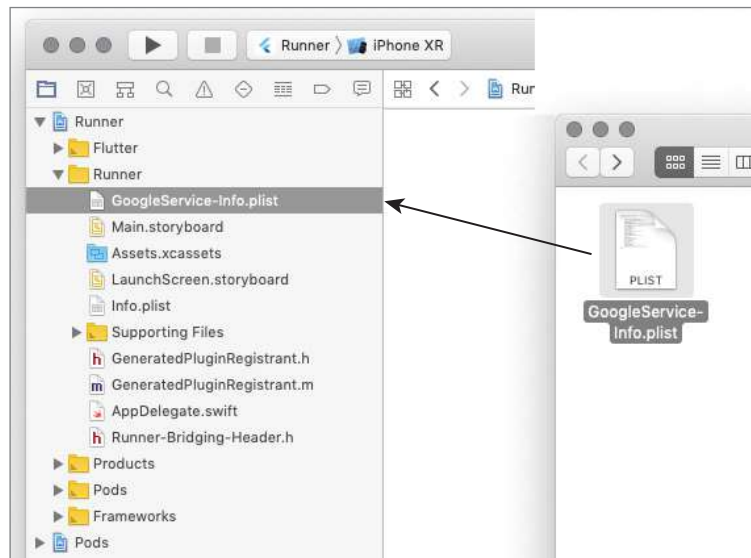 Runner
iPhone XR
Run
Runner
Flutter
Runner
GoogleService-Info.plist
Main.storyboard
Assets.xcassets
LaunchScreen.storyboard
Info.plist
Supporting Files
h GeneratedPluginRegistrant.h
m GeneratedPluginRegistrant.m
AppDelegate.swift
h Runner-Bridging-Header.h
Products
Pods
Frameworks
Pods
PLIST
GoogleService-
Info.plist